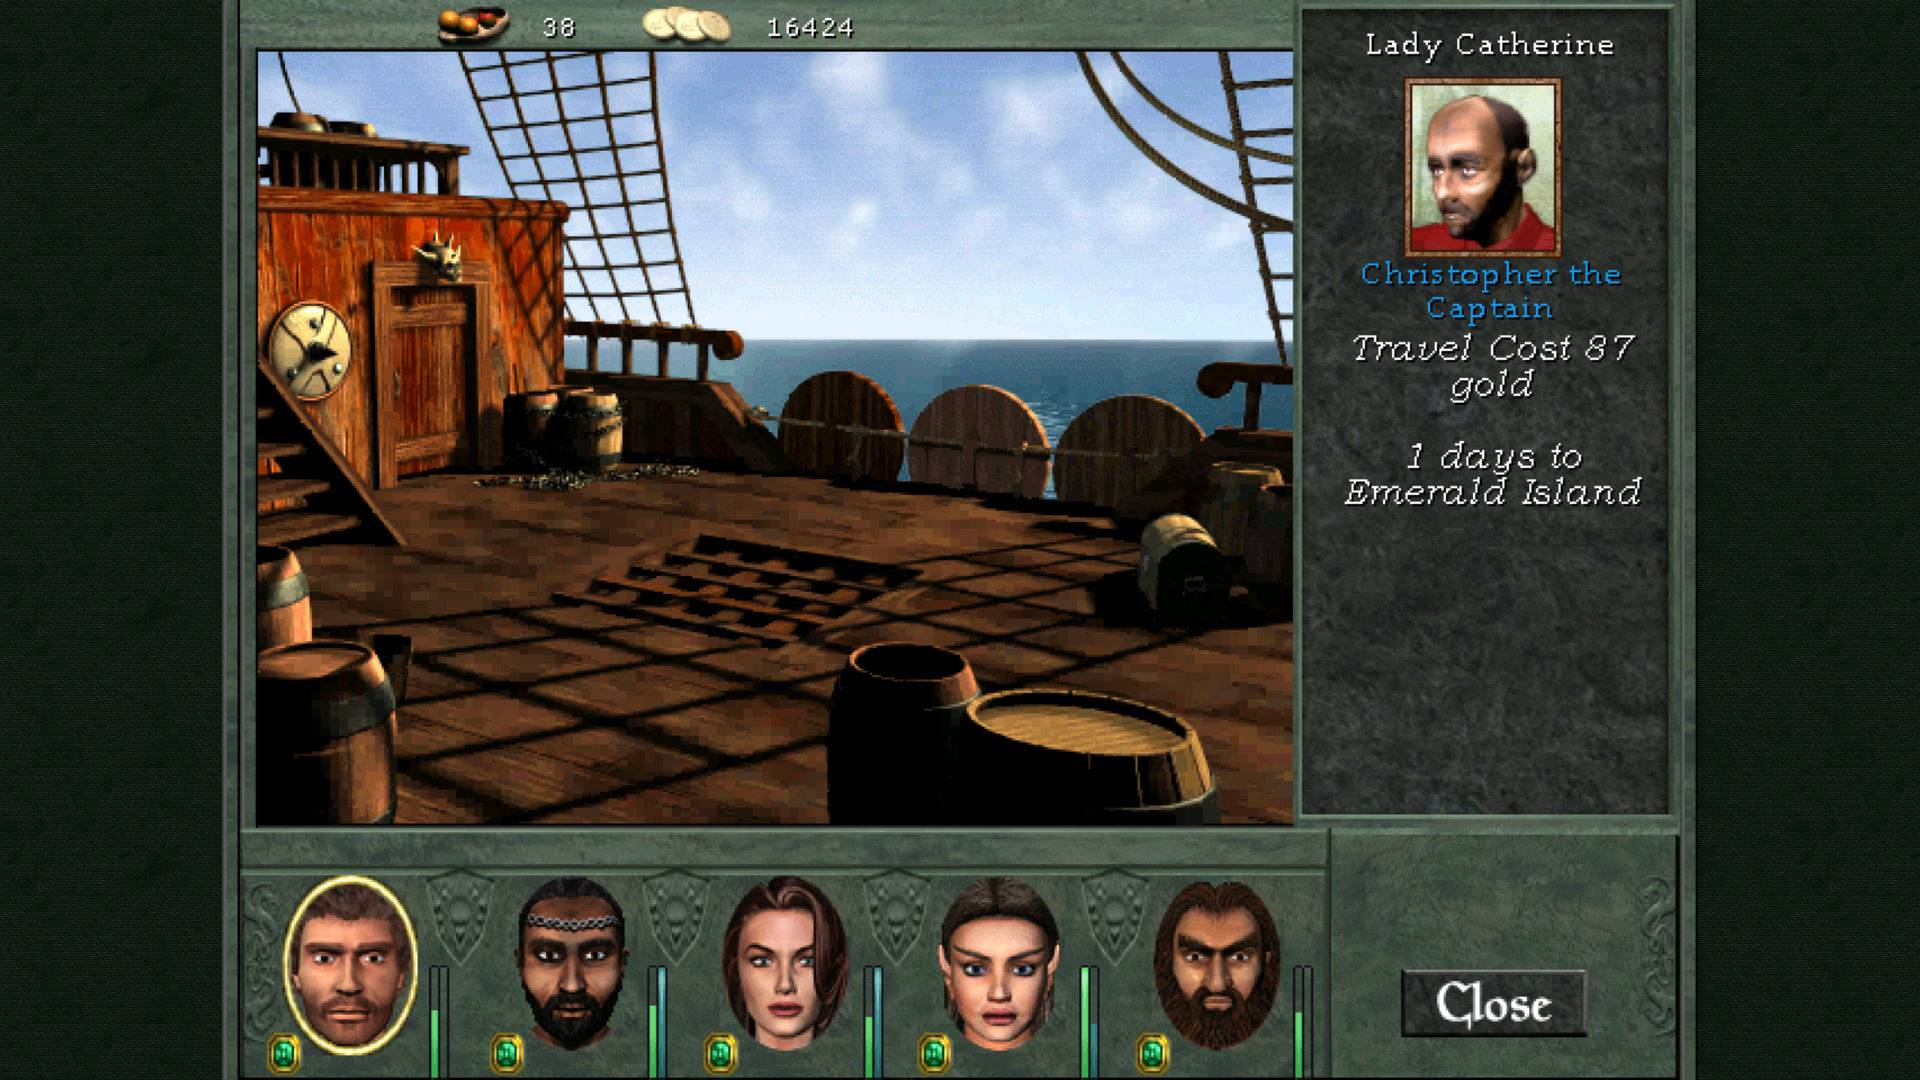 38 16424
Lady Catherine
Christopher the
Captain
Travel Cost 87
gold
1 days to
Emerald Island
Close